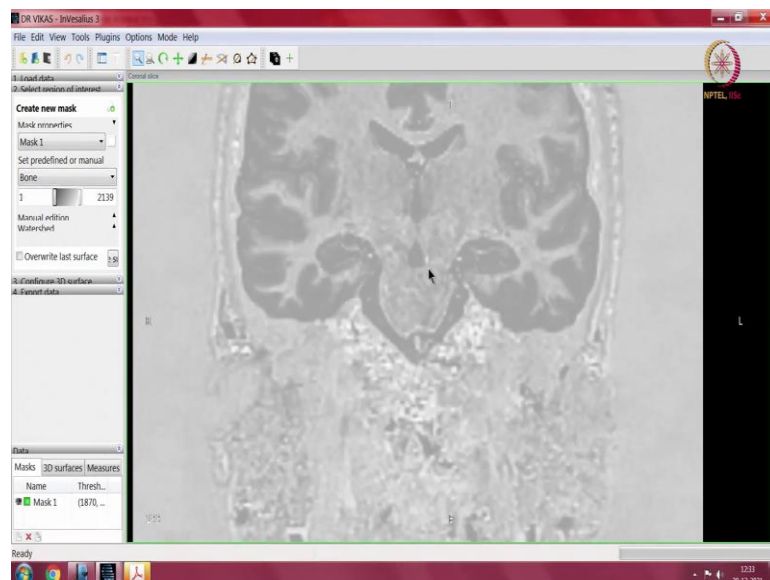 DR VIKAS - InVesalius 3
File Edit View Tools Plugins Options Mode Help
1. Load data
2. Select region of interest
Create new mask
Mask properties
Mask 1
Set predefined or manual
Bone
1 2139
Manual edition
Watershed
Overwrite last surface
3. Configure 3D surface
4. Export data
Data
Masks 3D surfaces Measures
Name Thresh...
Mask 1 (1870, ...
Ready
Coronal slice
L
NPTEL, IISc
12:33